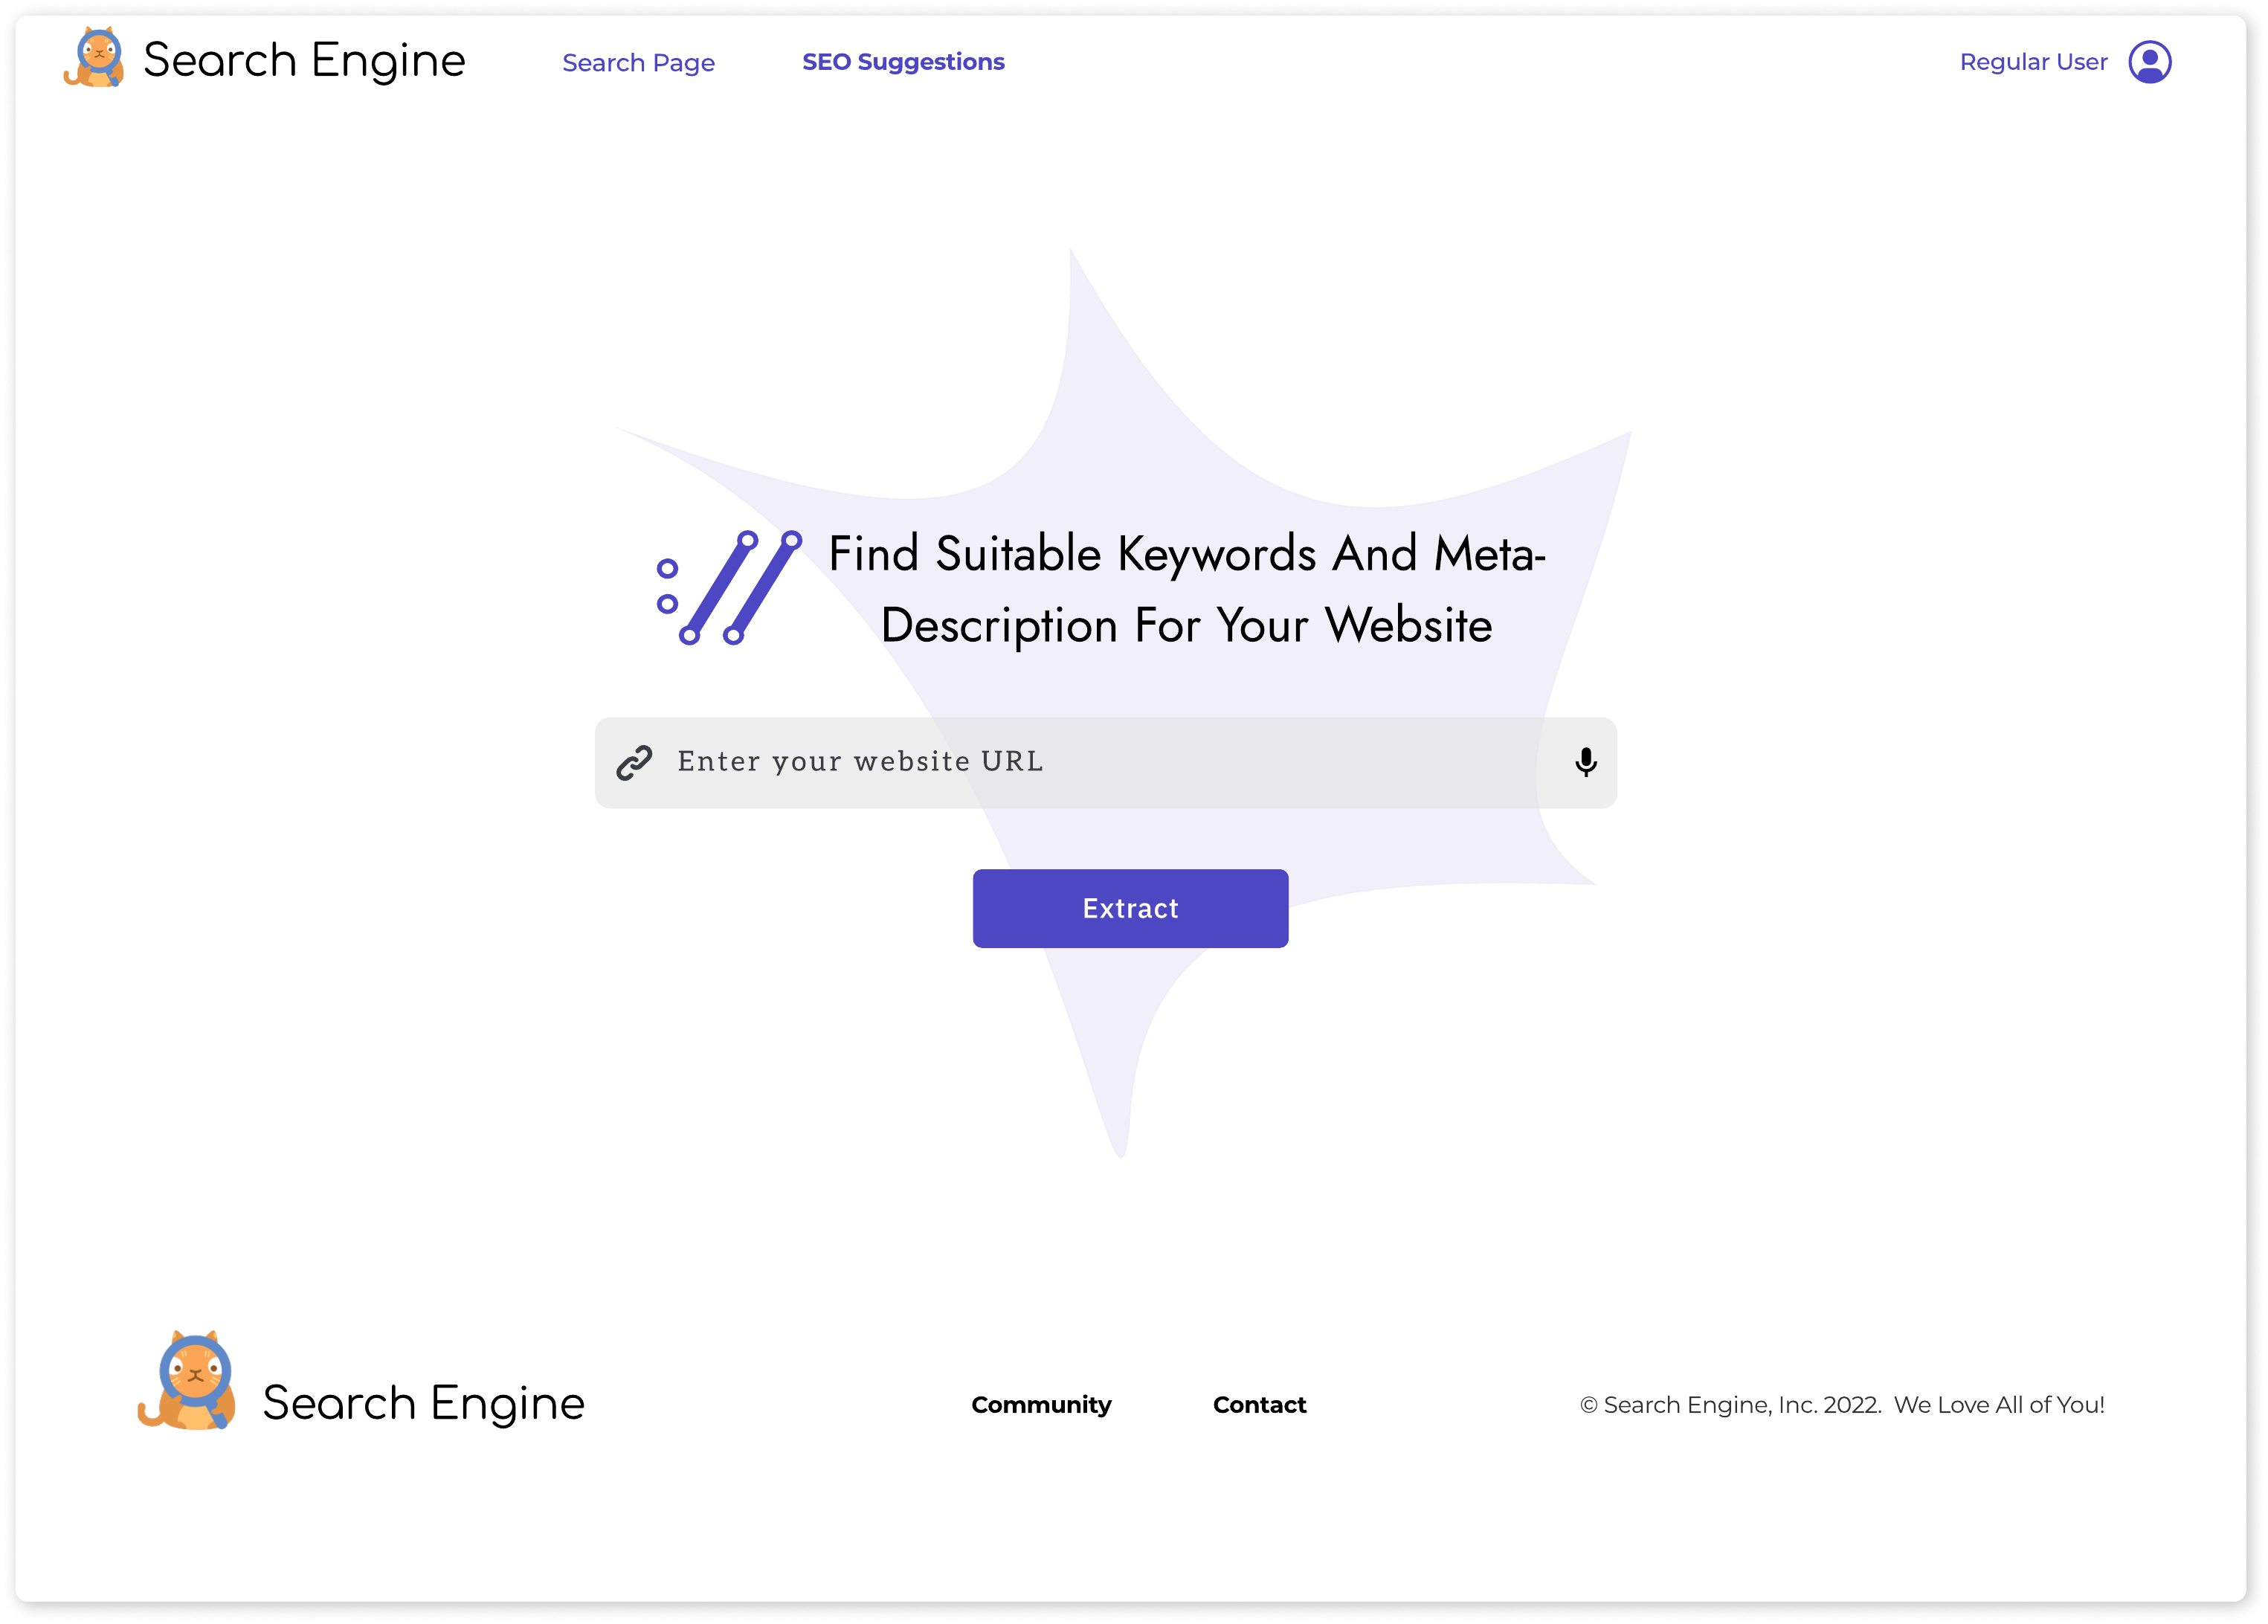 Search Engine
Search Page
SEO Suggestions
Regular User
Find Suitable Keywords And Meta-
Description For Your Website
Enter your website URL
Extract
Search Engine
Community
Contact
© Search Engine, Inc. 2022.  We Love All of You!